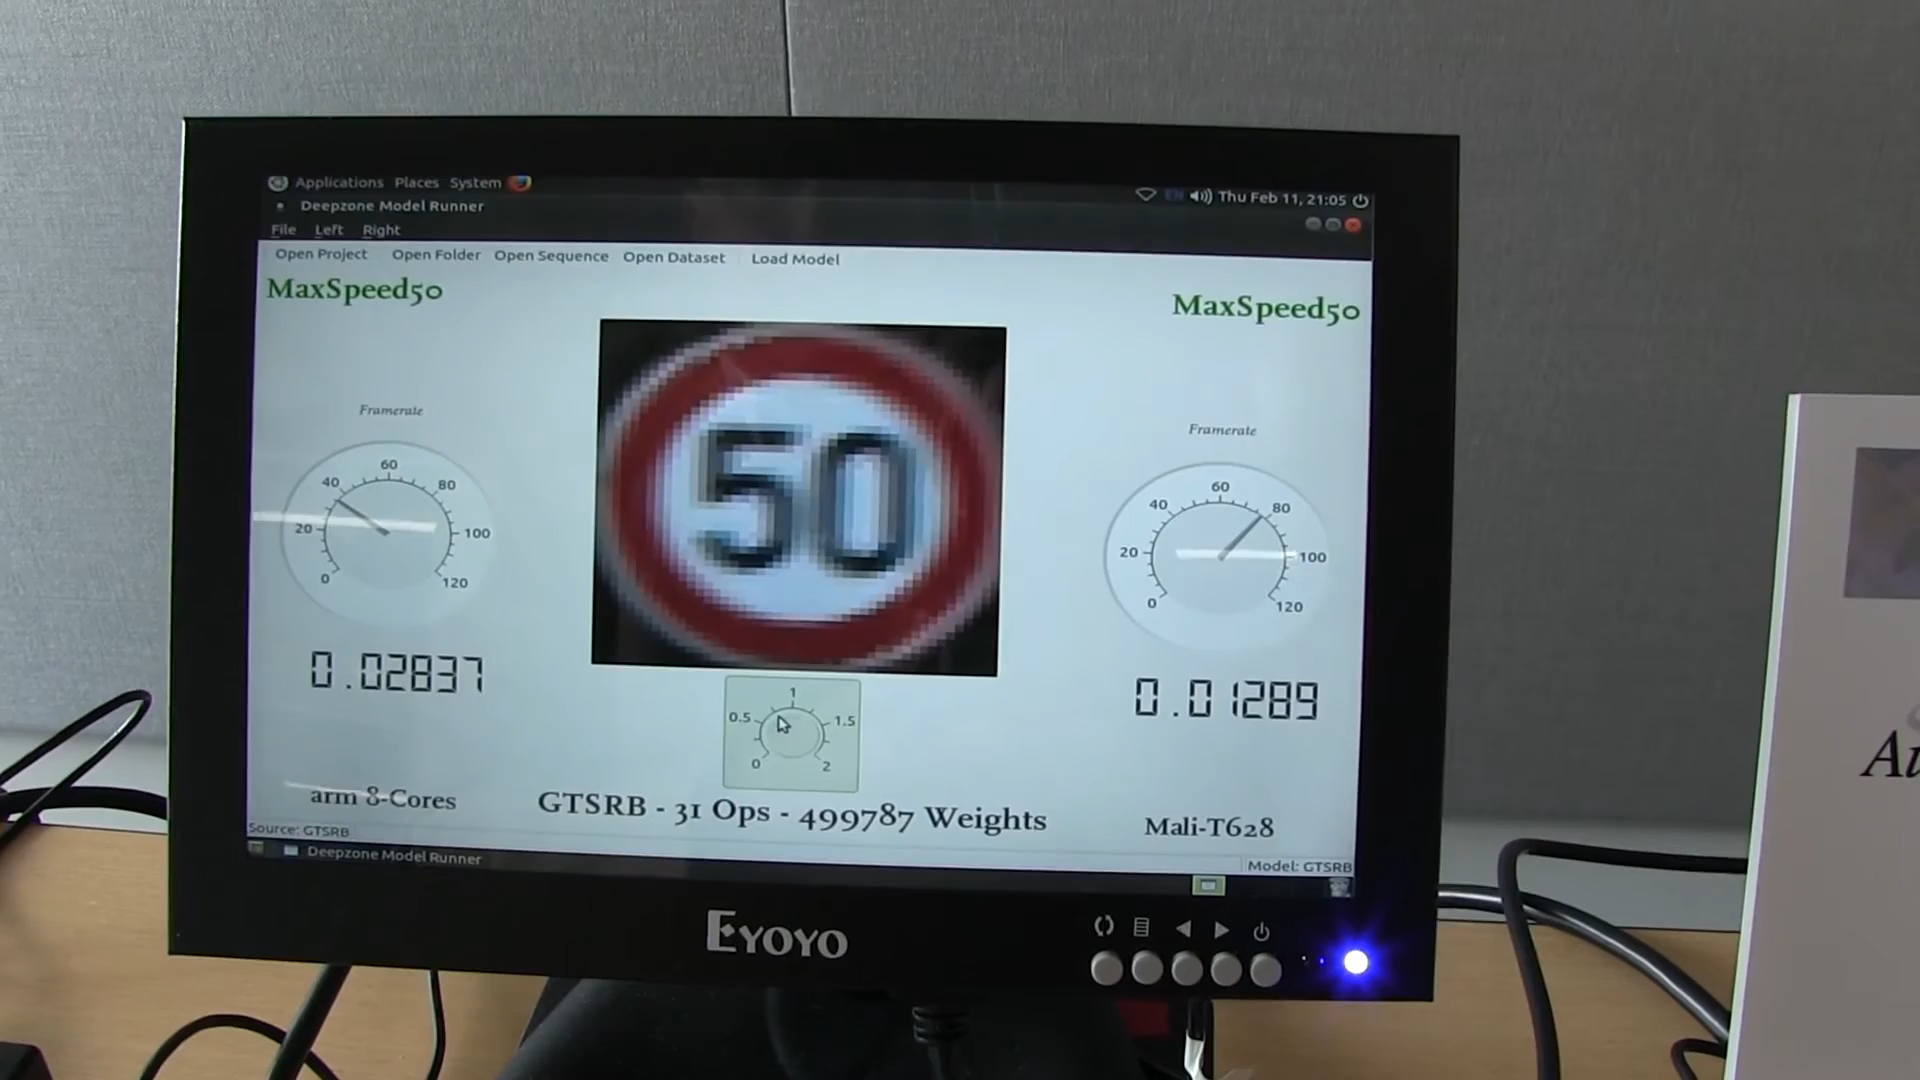 Applications Places System
EN Thu Feb 11, 21:05
Deepzone Model Runner
File Left Right
Open Project Open Folder Open Sequence Open Dataset Load Model
MaxSpeed50
MaxSpeed50
50
Framerate
0 20 40 60 80 100 120
0.02837
arm 8-Cores
Framerate
0 20 40 60 80 100 120
0.01289
Mali-T628
0 0.5 1 1.5 2
GTSRB - 31 Ops - 499787 Weights
Source: GTSRB
Model: GTSRB
Deepzone Model Runner
EYOYO